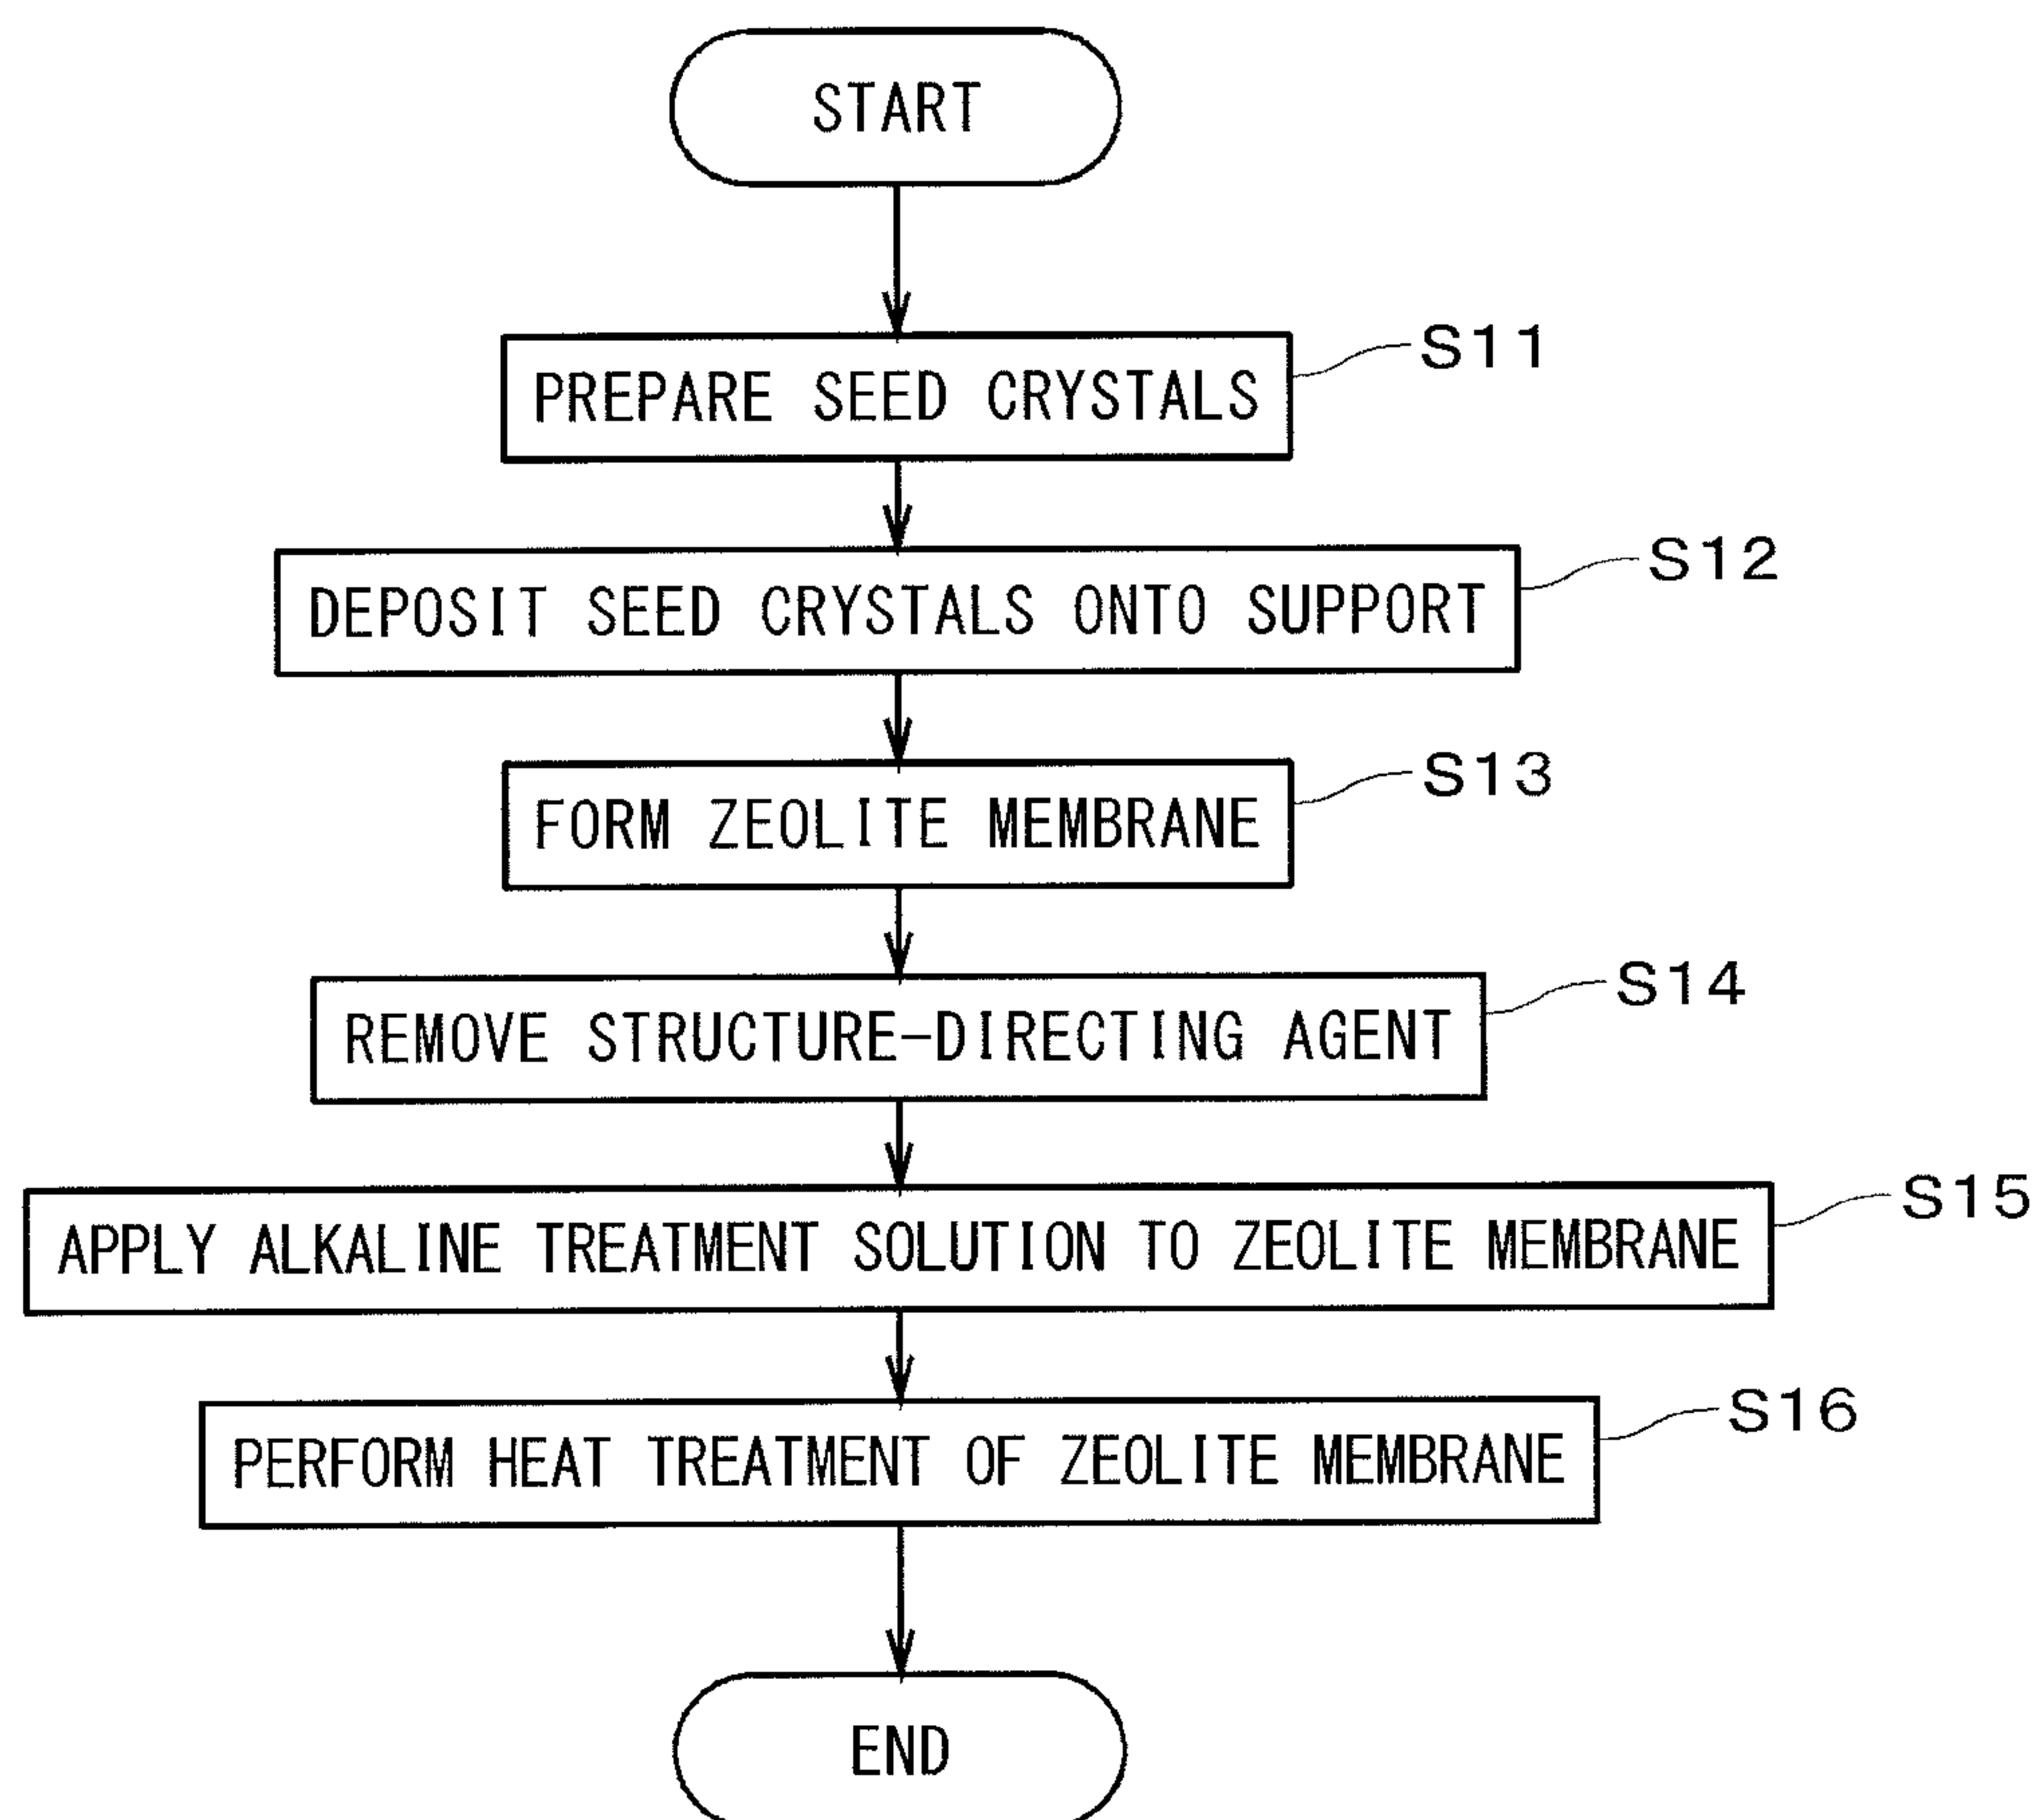 START
PREPARE SEED CRYSTALS
S11
DEPOSIT SEED CRYSTALS ONTO SUPPORT
S12
FORM ZEOLITE MEMBRANE
S13
REMOVE STRUCTURE-DIRECTING AGENT
S14
APPLY ALKALINE TREATMENT SOLUTION TO ZEOLITE MEMBRANE
S15
PERFORM HEAT TREATMENT OF ZEOLITE MEMBRANE
S16
END